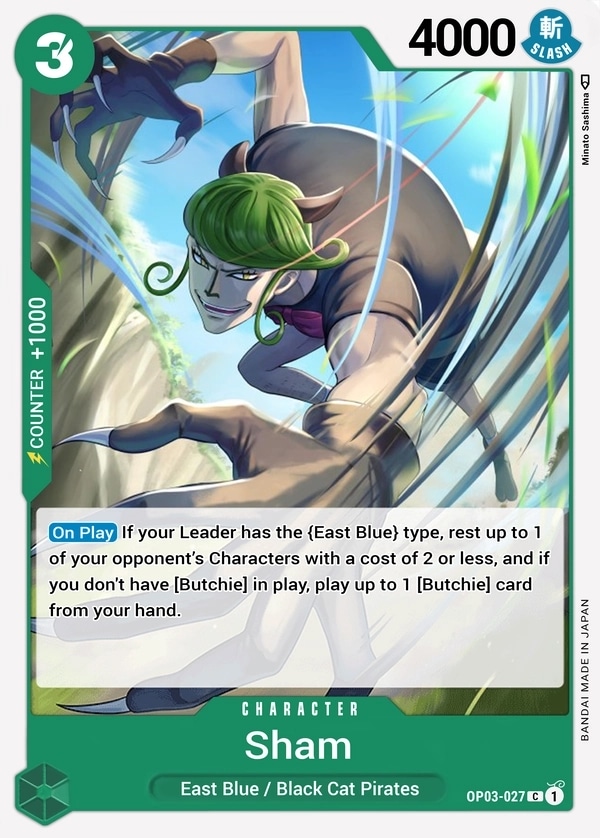 3
4000
斬
SLASH
Minato Sashima
COUNTER +1000
On Play If your Leader has the {East Blue} type, rest up to 1
of your opponent's Characters with a cost of 2 or less, and if
you don't have [Butchie] in play, play up to 1 [Butchie] card
from your hand.
BANDAI MADE IN JAPAN
CHARACTER
Sham
East Blue / Black Cat Pirates
OP03-027 C 1